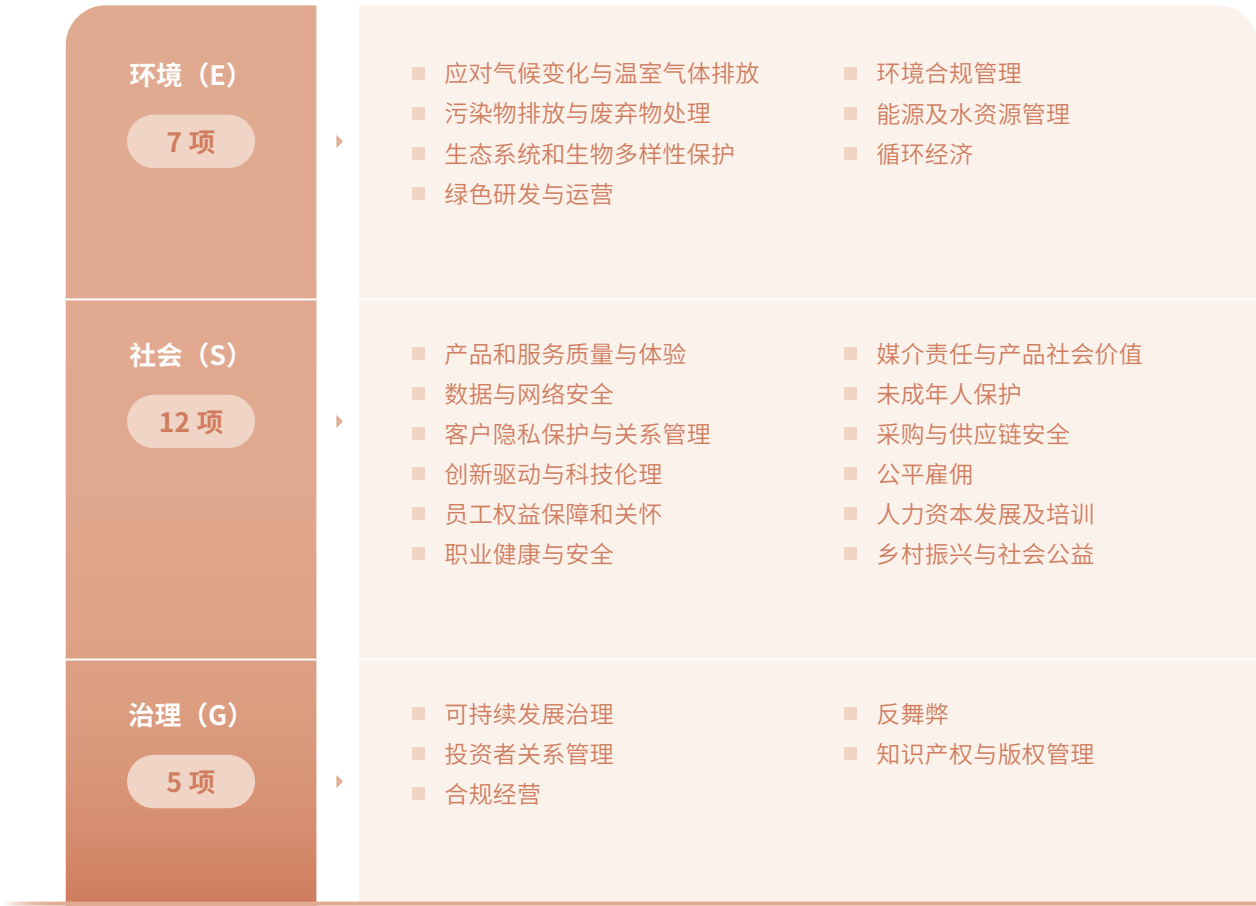 环境（E）
7 项
应对气候变化与温室气体排放
污染物排放与废弃物处理
生态系统和生物多样性保护
绿色研发与运营
环境合规管理
能源及水资源管理
循环经济
社会（S）
12 项
产品和服务质量与体验
数据与网络安全
客户隐私保护与关系管理
创新驱动与科技伦理
员工权益保障和关怀
职业健康与安全
媒介责任与产品社会价值
未成年人保护
采购与供应链安全
公平雇佣
人力资本发展及培训
乡村振兴与社会公益
治理（G）
5 项
可持续发展治理
投资者关系管理
合规经营
反舞弊
知识产权与版权管理